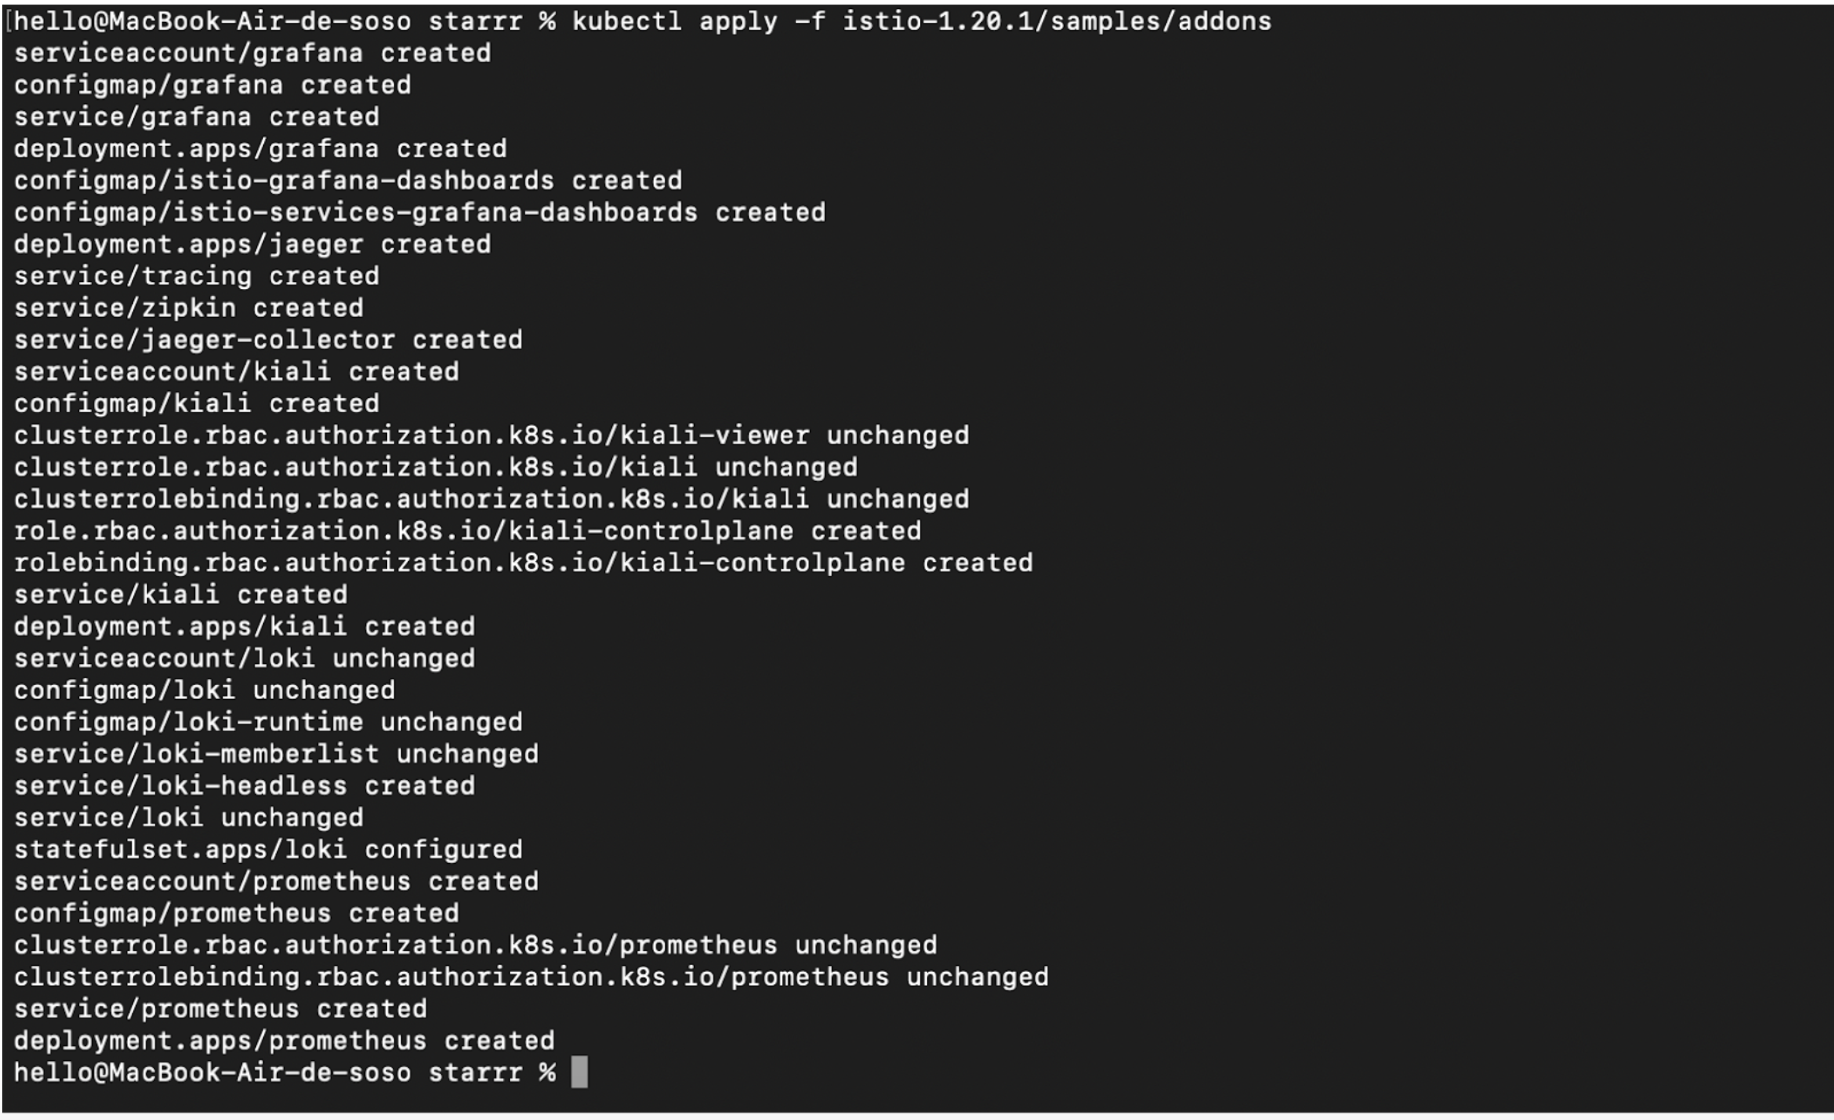 [hello@MacBook-Air-de-soso starrr % kubectl apply -f istio-1.20.1/samples/addons
serviceaccount/grafana created
configmap/grafana created
service/grafana created
deployment.apps/grafana created
configmap/istio-grafana-dashboards created
configmap/istio-services-grafana-dashboards created
deployment.apps/jaeger created
service/tracing created
service/zipkin created
service/jaeger-collector created
serviceaccount/kiali created
configmap/kiali created
clusterrole.rbac.authorization.k8s.io/kiali-viewer unchanged
clusterrole.rbac.authorization.k8s.io/kiali unchanged
clusterrolebinding.rbac.authorization.k8s.io/kiali unchanged
role.rbac.authorization.k8s.io/kiali-controlplane created
rolebinding.rbac.authorization.k8s.io/kiali-controlplane created
service/kiali created
deployment.apps/kiali created
serviceaccount/loki unchanged
configmap/loki unchanged
configmap/loki-runtime unchanged
service/loki-memberlist unchanged
service/loki-headless created
service/loki unchanged
statefulset.apps/loki configured
serviceaccount/prometheus created
configmap/prometheus created
clusterrole.rbac.authorization.k8s.io/prometheus unchanged
clusterrolebinding.rbac.authorization.k8s.io/prometheus unchanged
service/prometheus created
deployment.apps/prometheus created
hello@MacBook-Air-de-soso starrr %